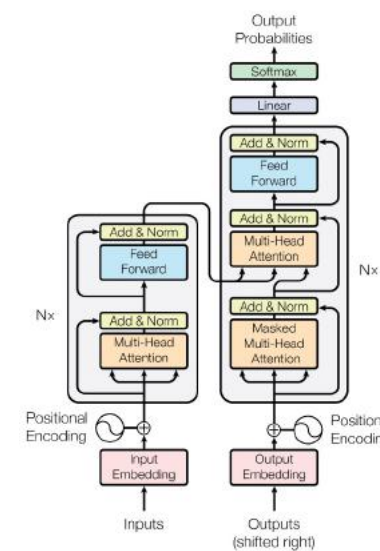 Output
Probabilities
Softmax
Linear
Add & Norm
Feed
Forward
Add & Norm
Multi-Head
Attention
Nx
Add & Norm
Masked
Multi-Head
Attention
Add & Norm
Feed
Forward
Nx
Add & Norm
Multi-Head
Attention
Positional
Encoding
Input
Embedding
Inputs
Position
Encodin
Output
Embedding
Outputs
(shifted right)